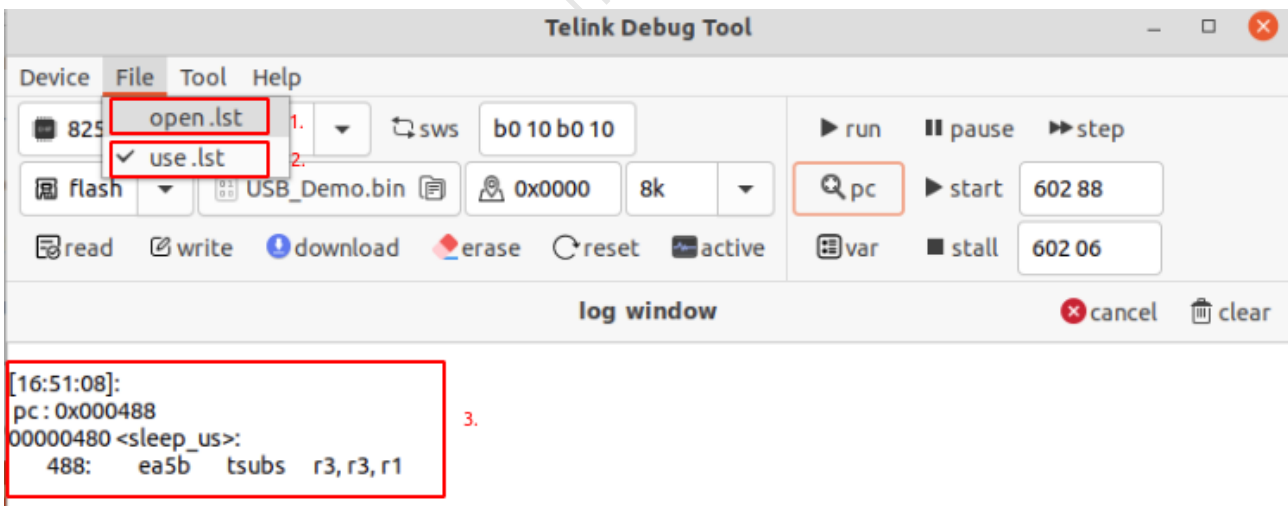 Telink Debug Tool
Device File Tool Help
open .lst 1.
use .lst 2.
825 sws b0 10 b0 10 run pause step
flash USB_Demo.bin 0x0000 8k pc start 602 88
read write download erase reset active var stall 602 06
log window cancel clear
[16:51:08]:
pc : 0x000488
00000480 <sleep_us>:
488: ea5b tsubs r3, r3, r1
3.